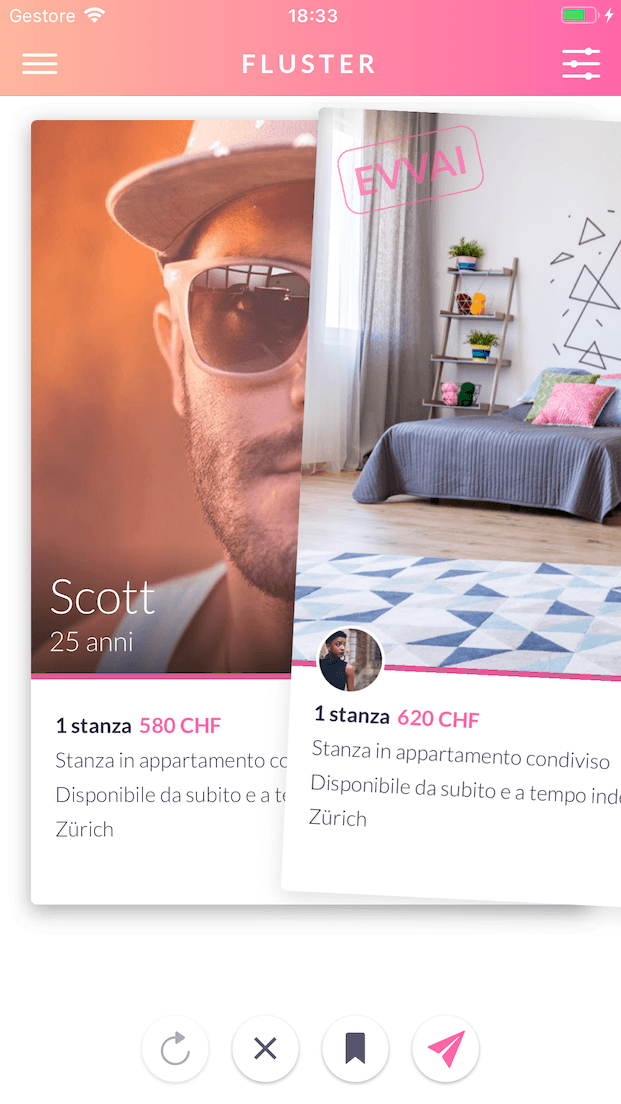 Gestore 18:33
FLUSTER
EVVAI
Scott
25 anni
1 stanza 580 CHF
Stanza in appartamento co
Disponibile da subito e a te
Zürich
1 stanza 620 CHF
Stanza in appartamento condiviso
Disponibile da subito e a tempo inde
Zürich